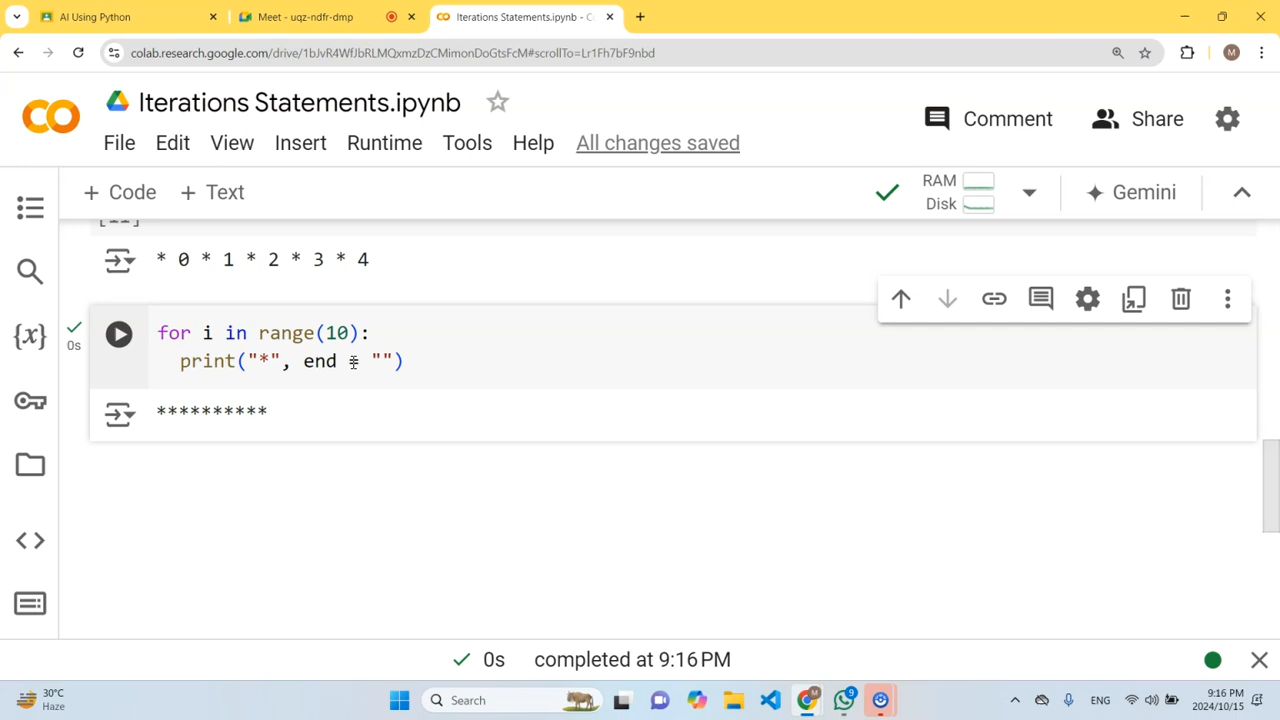 AI Using Python
Meet - uqz-ndfr-dmp
Iterations Statements.ipynb - C
colab.research.google.com/drive/1bJvR4WfJbRLMQxmzDzCMimonDoGtsFcM#scrollTo=Lr1Fh7bF9nbd
M
Iterations Statements.ipynb
Comment
Share
File Edit View Insert Runtime Tools Help All changes saved
+ Code + Text
RAM
Disk
Gemini
[11]
* 0 * 1 * 2 * 3 * 4
0s
for i in range(10):
print("*", end = "")
**********
{x}
0s completed at 9:16 PM
30°C
Haze
Search
M
9
ENG
9:16 PM
2024/10/15